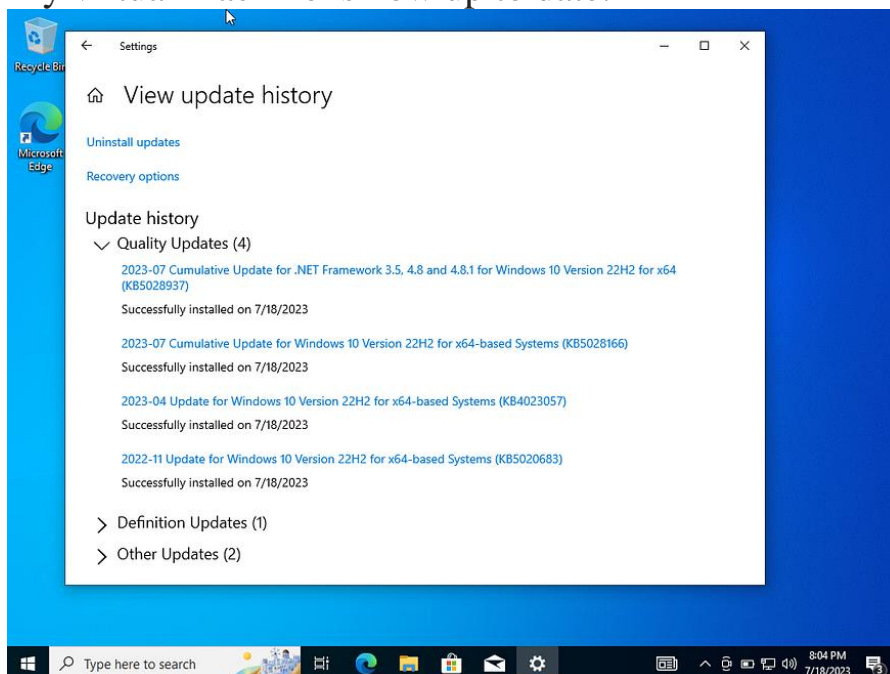 Settings
Recycle Bin
View update history
Uninstall updates
Microsoft
Edge
Recovery options
Update history
Quality Updates (4)
2023-07 Cumulative Update for .NET Framework 3.5, 4.8 and 4.8.1 for Windows 10 Version 22H2 for x64
(KB5028937)
Successfully installed on 7/18/2023
2023-07 Cumulative Update for Windows 10 Version 22H2 for x64-based Systems (KB5028166)
Successfully installed on 7/18/2023
2023-04 Update for Windows 10 Version 22H2 for x64-based Systems (KB4023057)
Successfully installed on 7/18/2023
2022-11 Update for Windows 10 Version 22H2 for x64-based Systems (KB5020683)
Successfully installed on 7/18/2023
Definition Updates (1)
Other Updates (2)
Type here to search
8:04 PM
7/18/2023
3